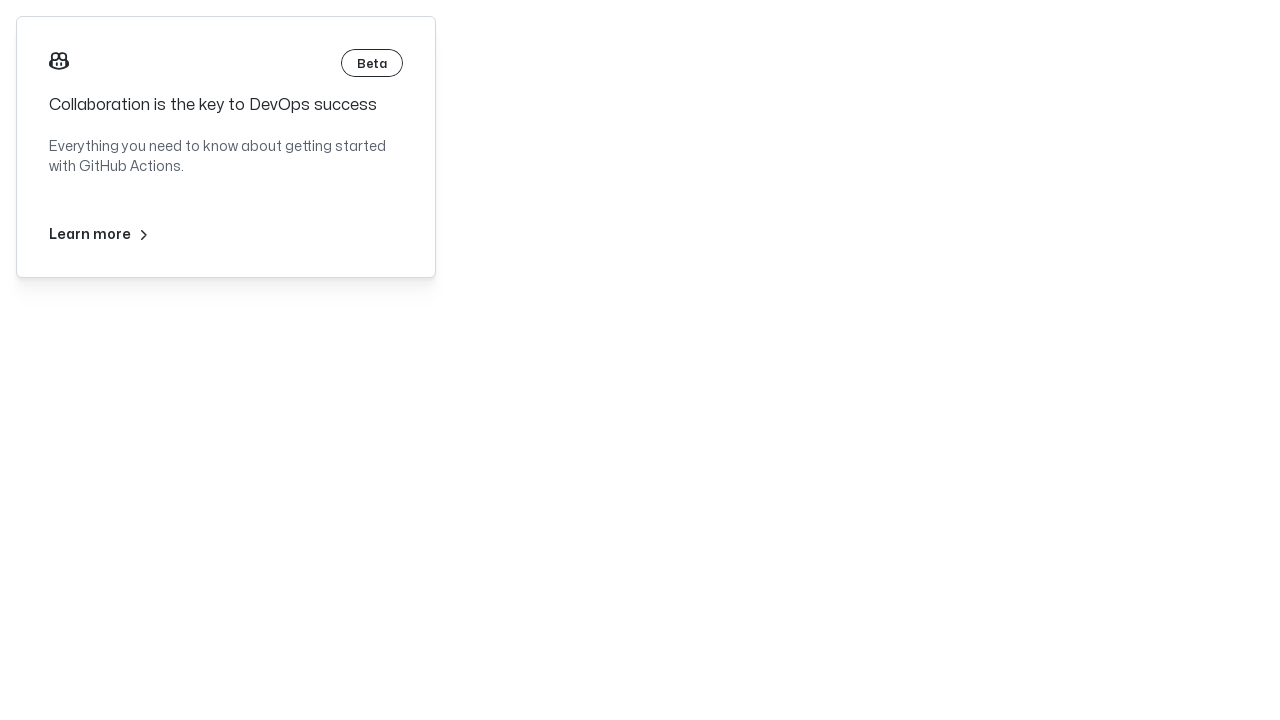 Beta
Collaboration is the key to DevOps success
Everything you need to know about getting started
with GitHub Actions.
Learn more